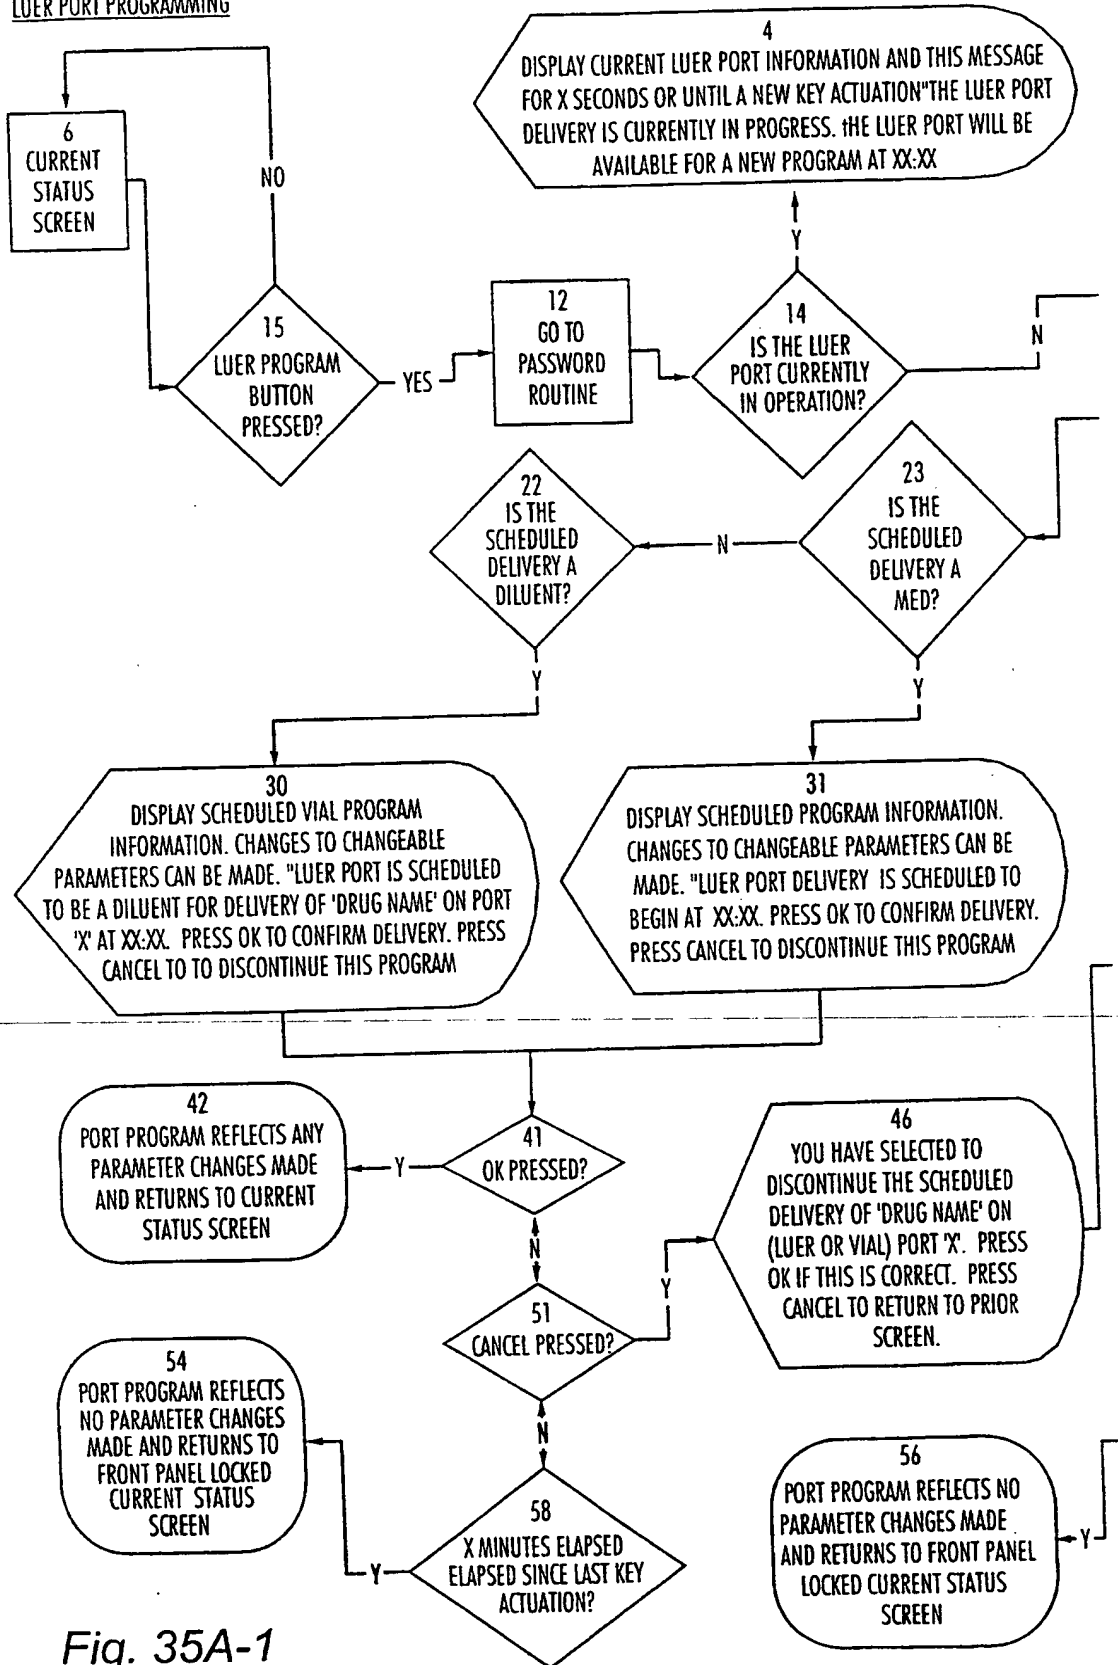 LUER PORT PROGRAMMING
4
DISPLAY CURRENT LUER PORT INFORMATION AND THIS MESSAGE
FOR X SECONDS OR UNTIL A NEW KEY ACTUATION"THE LUER PORT
DELIVERY IS CURRENTLY IN PROGRESS. tHE LUER PORT WILL BE
AVAILABLE FOR A NEW PROGRAM AT XX:XX
6
CURRENT
STATUS
SCREEN
NO
Y
15
LUER PROGRAM
BUTTON
PRESSED?
YES
12
GO TO
PASSWORD
ROUTINE
14
IS THE LUER
PORT CURRENTLY
IN OPERATION?
N
22
IS THE
SCHEDULED
DELIVERY A
DILUENT?
N
23
IS THE
SCHEDULED
DELIVERY A
MED?
Y
Y
30
DISPLAY SCHEDULED VIAL PROGRAM
INFORMATION. CHANGES TO CHANGEABLE
PARAMETERS CAN BE MADE. "LUER PORT IS SCHEDULED
TO BE A DILUENT FOR DELIVERY OF 'DRUG NAME' ON PORT
'X' AT XX:XX. PRESS OK TO CONFIRM DELIVERY. PRESS
CANCEL TO TO DISCONTINUE THIS PROGRAM
31
DISPLAY SCHEDULED PROGRAM INFORMATION.
CHANGES TO CHANGEABLE PARAMETERS CAN BE
MADE. "LUER PORT DELIVERY IS SCHEDULED TO
BEGIN AT XX:XX. PRESS OK TO CONFIRM DELIVERY.
PRESS CANCEL TO DISCONTINUE THIS PROGRAM
42
PORT PROGRAM REFLECTS ANY
PARAMETER CHANGES MADE
AND RETURNS TO CURRENT
STATUS SCREEN
Y
41
OK PRESSED?
N
46
YOU HAVE SELECTED TO
DISCONTINUE THE SCHEDULED
DELIVERY OF 'DRUG NAME' ON
(LUER OR VIAL) PORT 'X'. PRESS
OK IF THIS IS CORRECT. PRESS
CANCEL TO RETURN TO PRIOR
SCREEN.
51
CANCEL PRESSED?
Y
N
54
PORT PROGRAM REFLECTS
NO PARAMETER CHANGES
MADE AND RETURNS TO
FRONT PANEL LOCKED
CURRENT STATUS
SCREEN
Y
58
X MINUTES ELAPSED
ELAPSED SINCE LAST KEY
ACTUATION?
56
PORT PROGRAM REFLECTS NO
PARAMETER CHANGES MADE
AND RETURNS TO FRONT PANEL
LOCKED CURRENT STATUS
SCREEN
Y
Fig. 35A-1